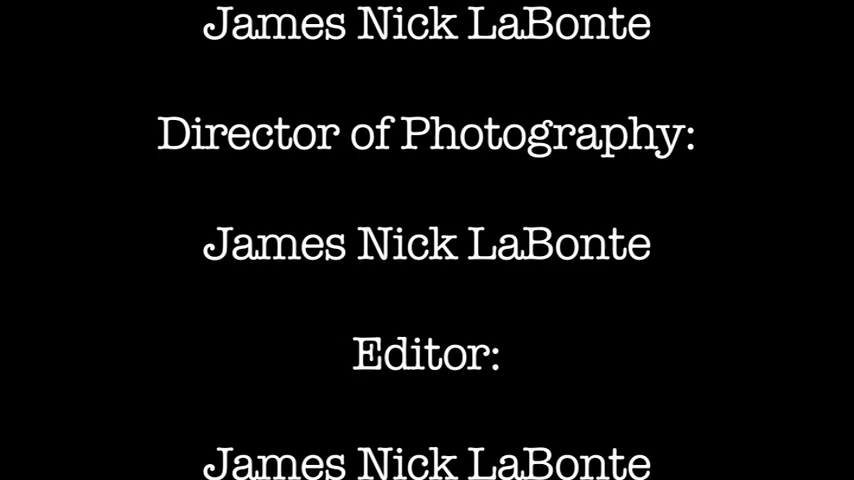 James Nick LaBonte
Director of Photography:
James Nick LaBonte
Editor:
James Nick LaBonte